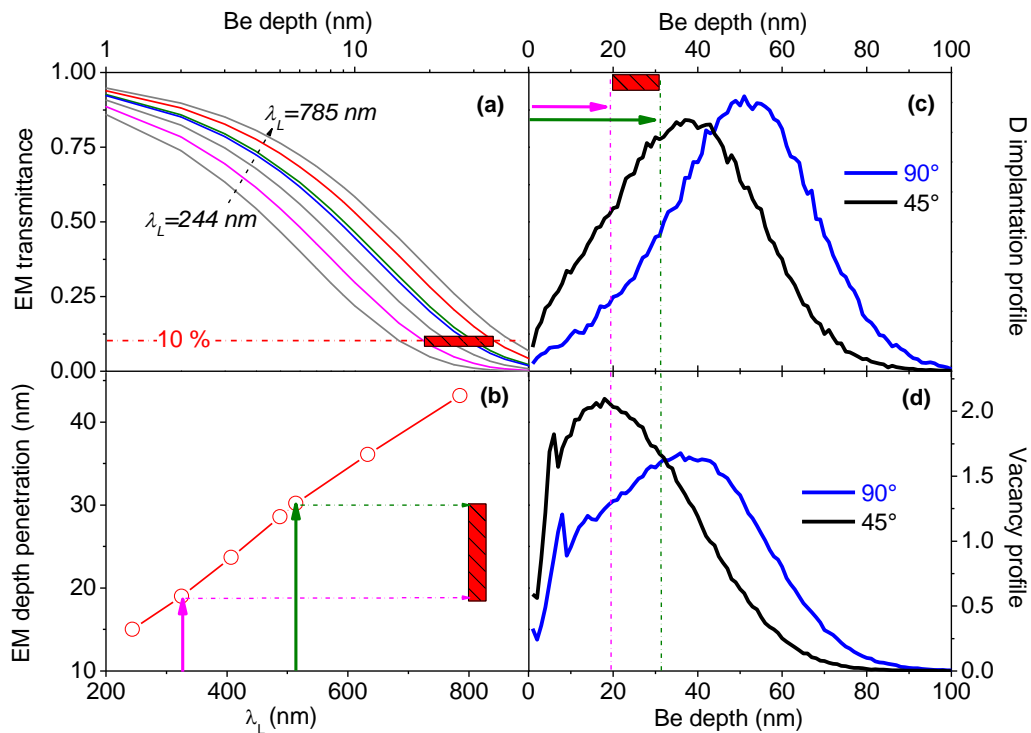 Be depth (nm)
Be depth (nm)
1
10
0
20
40
60
80
100
1.00
0.75
0.50
0.25
0.00
EM transmittance
(a)
λL=785 nm
λL=244 nm
10 %
(c)
90°
45°
D implantation profile
40
30
20
10
EM depth penetration (nm)
(b)
200
400
600
800
λL (nm)
(d)
90°
45°
2.0
1.5
1.0
0.5
0.0
Vacancy profile
0
20
40
60
80
100
Be depth (nm)